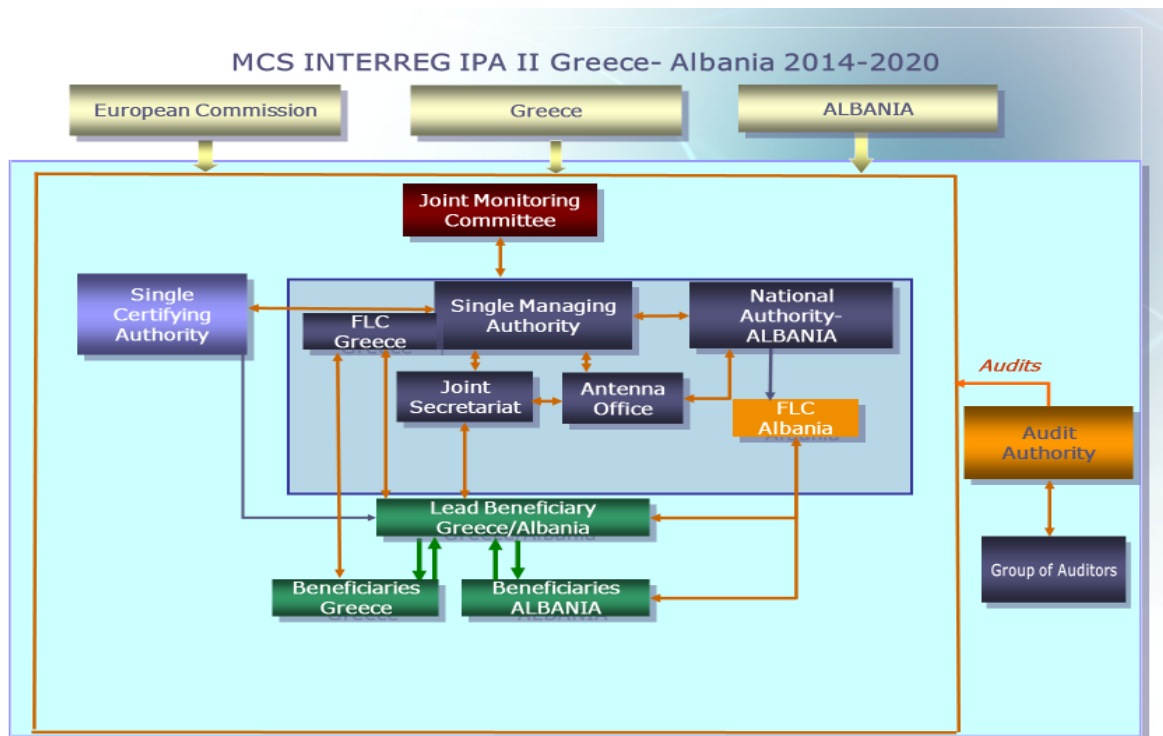 MCS INTERREG IPA II Greece- Albania 2014-2020
European Commission
Greece
ALBANIA
Joint Monitoring
Committee
Single
Certifying
Authority
Single Managing
Authority
National
Authority-
ALBANIA
FLC
Greece
Joint
Secretariat
Antenna
Office
FLC
Albania
Audits
Audit
Authority
Lead Beneficiary
Greece/Albania
Group of Auditors
Beneficiaries
Greece
Beneficiaries
ALBANIA